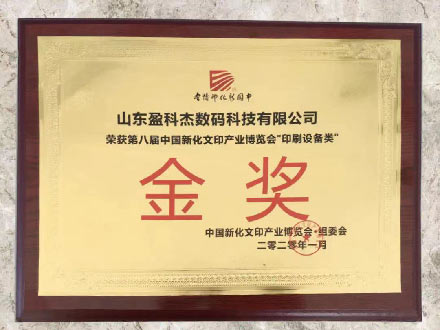 山东盈科杰数码科技有限公司
荣获第八届中国新化文印产业博览会“印刷设备类”
金奖
中国新化文印产业博览会·组委会
二零二零年一月